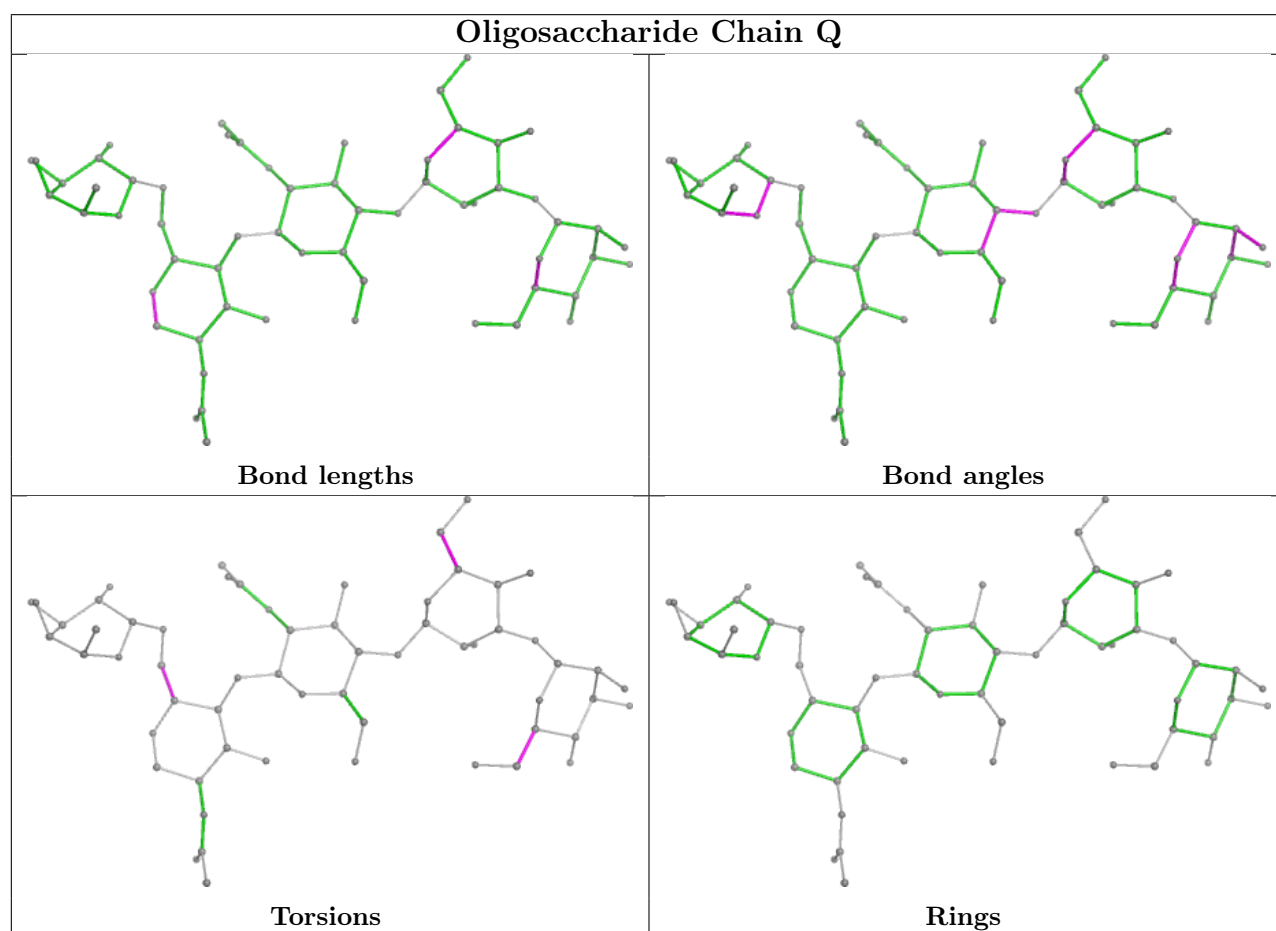 Oligosaccharide Chain Q
Bond lengths
Bond angles
Torsions
Rings